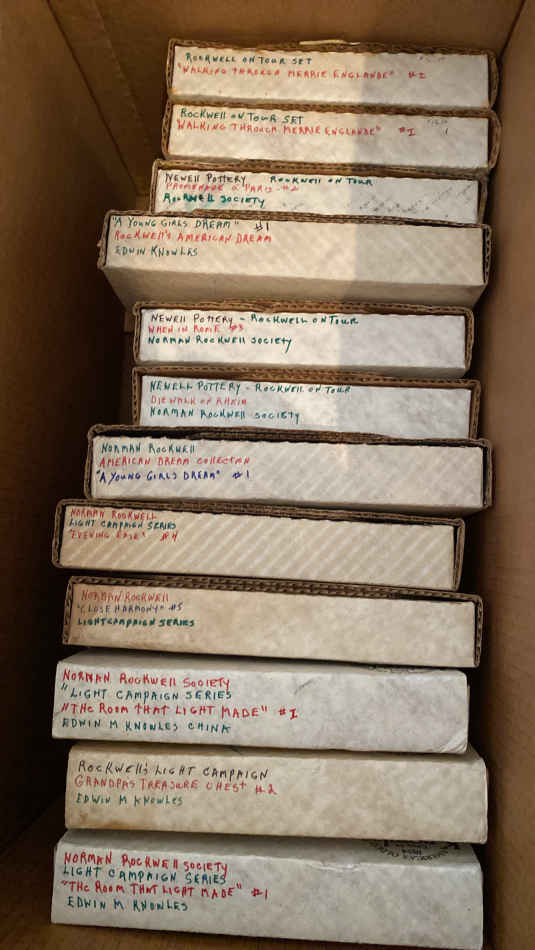 ROCKWELL ON TOUR SET
"WALKING THROUGH MERRIE ENGLANDE" #I
ROCKWELL ON TOUR SET
"WALKING THROUGH MERRIE ENGLANDE" #I
NEWELL POTTERY ROCKWELL ON TOUR
PROMENADE A' PARIS - #2
ROCKWELL SOCIETY
"A YOUNG GIRLS DREAM" #1
ROCKWELL'S AMERICAN DREAM
EDWIN KNOWLES
NEWELL POTTERY - ROCKWELL ON TOUR
WHEN IN ROME #3
NORMAN ROCKWELL SOCIETY
NEWELL POTTERY - ROCKWELL ON TOUR
DIE WALK AM RHEIN
NORMAN ROCKWELL SOCIETY
NORMAN ROCKWELL
AMERICAN DREAM COLLECTION
"A YOUNG GIRLS DREAM" #1
NORMAN ROCKWELL
LIGHT CAMPAIGN SERIES
"EVENING EASE" #4
NORMAN ROCKWELL
"CLOSE HARMONY" #5
LIGHT CAMPAIGN SERIES
NORMAN ROCKWELL SOCIETY
"LIGHT CAMPAIGN SERIES
"THE ROOM THAT LIGHT MADE" #I
EDWIN M KNOWLES CHINA
ROCKWELL'S LIGHT CAMPAIGN
GRANDPA'S TREASURE CHEST #2
EDWIN M KNOWLES
NORMAN ROCKWELL SOCIETY
LIGHT CAMPAIGN SERIES
"THE ROOM THAT LIGHT MADE" #1
EDWIN M KNOWLES